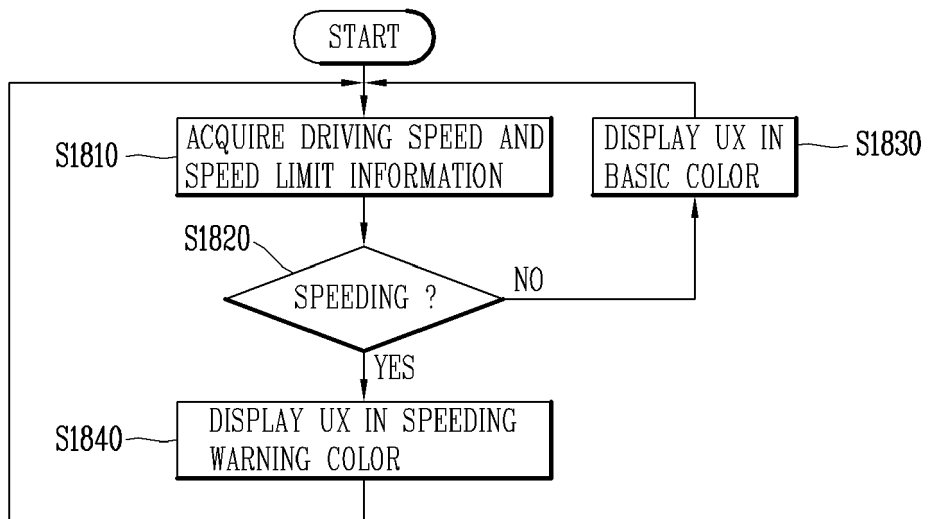 START
S1810
ACQUIRE DRIVING SPEED AND
SPEED LIMIT INFORMATION
DISPLAY UX IN
BASIC COLOR
S1830
S1820
SPEEDING ?
NO
YES
S1840
DISPLAY UX IN SPEEDING
WARNING COLOR